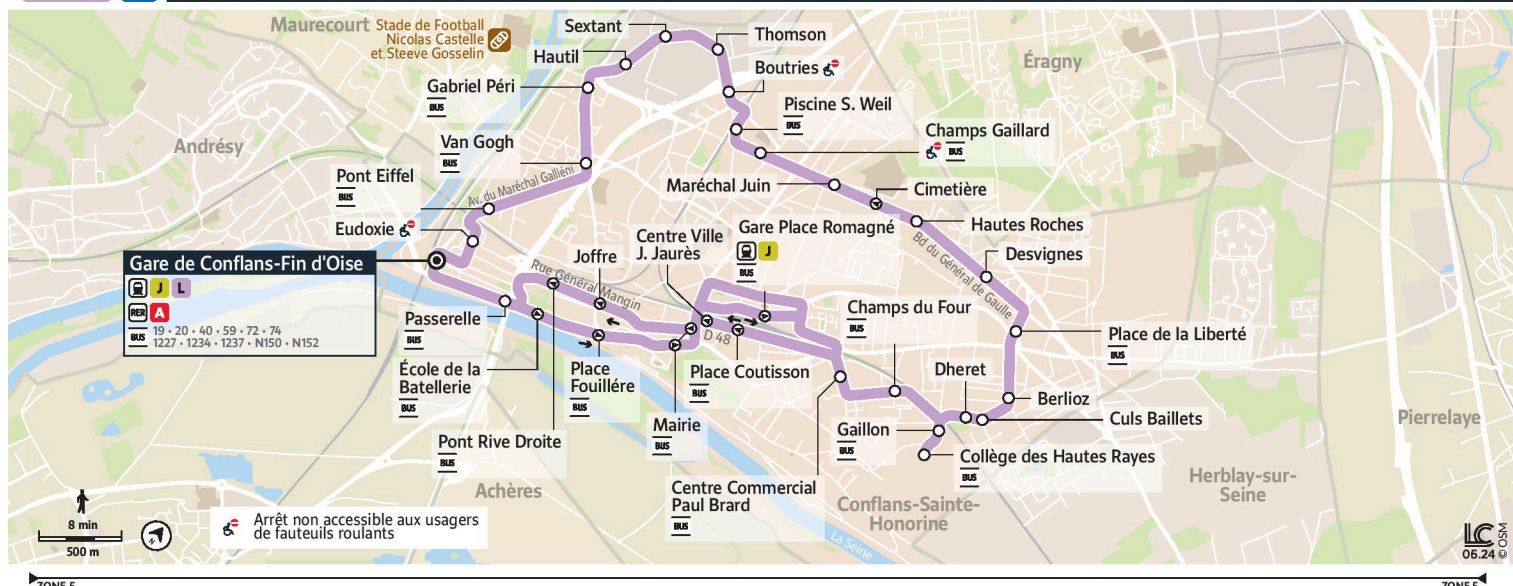 Maurecourt
Stade de Football
Nicolas Castelle
et Steeve Gosselin
Sextant
Thomson
Hautil
Boutries
Éragny
Gabriel Péri
BUS
Piscine S. Weil
BUS
Andrésy
Van Gogh
BUS
Champs Gaillard
BUS
Pont Eiffel
BUS
Av. du Maréchal Galliéni
Maréchal Juin
Cimetière
Eudoxie
Hautes Roches
Gare Place Romagné
J
BUS
Centre Ville
J. Jaurès
Bd du Général de Gaulle
Desvignes
Gare de Conflans-Fin d'Oise
J L
RER A
BUS
19 • 20 • 40 • 59 • 72 • 74
1227 • 1234 • 1237 • N150 • N152
Joffre
Rue Général Mangin
Passerelle
BUS
D 48
Champs du Four
BUS
Place de la Liberté
BUS
École de la
Batellerie
BUS
Place
Fouillére
BUS
Place Coutisson
BUS
Dheret
Berlioz
Culs Baillets
Pierrelaye
Pont Rive Droite
BUS
Mairie
BUS
Gaillon
BUS
Collège des Hautes Rayes
BUS
Achères
Centre Commercial
Paul Brard
BUS
Conflans-Sainte-
Honorine
Herblay-sur-
Seine
La Seine
8 min
500 m
N
Arrêt non accessible aux usagers
de fauteuils roulants
LC
06.24 © OSM
ZONE 5
ZONE 5